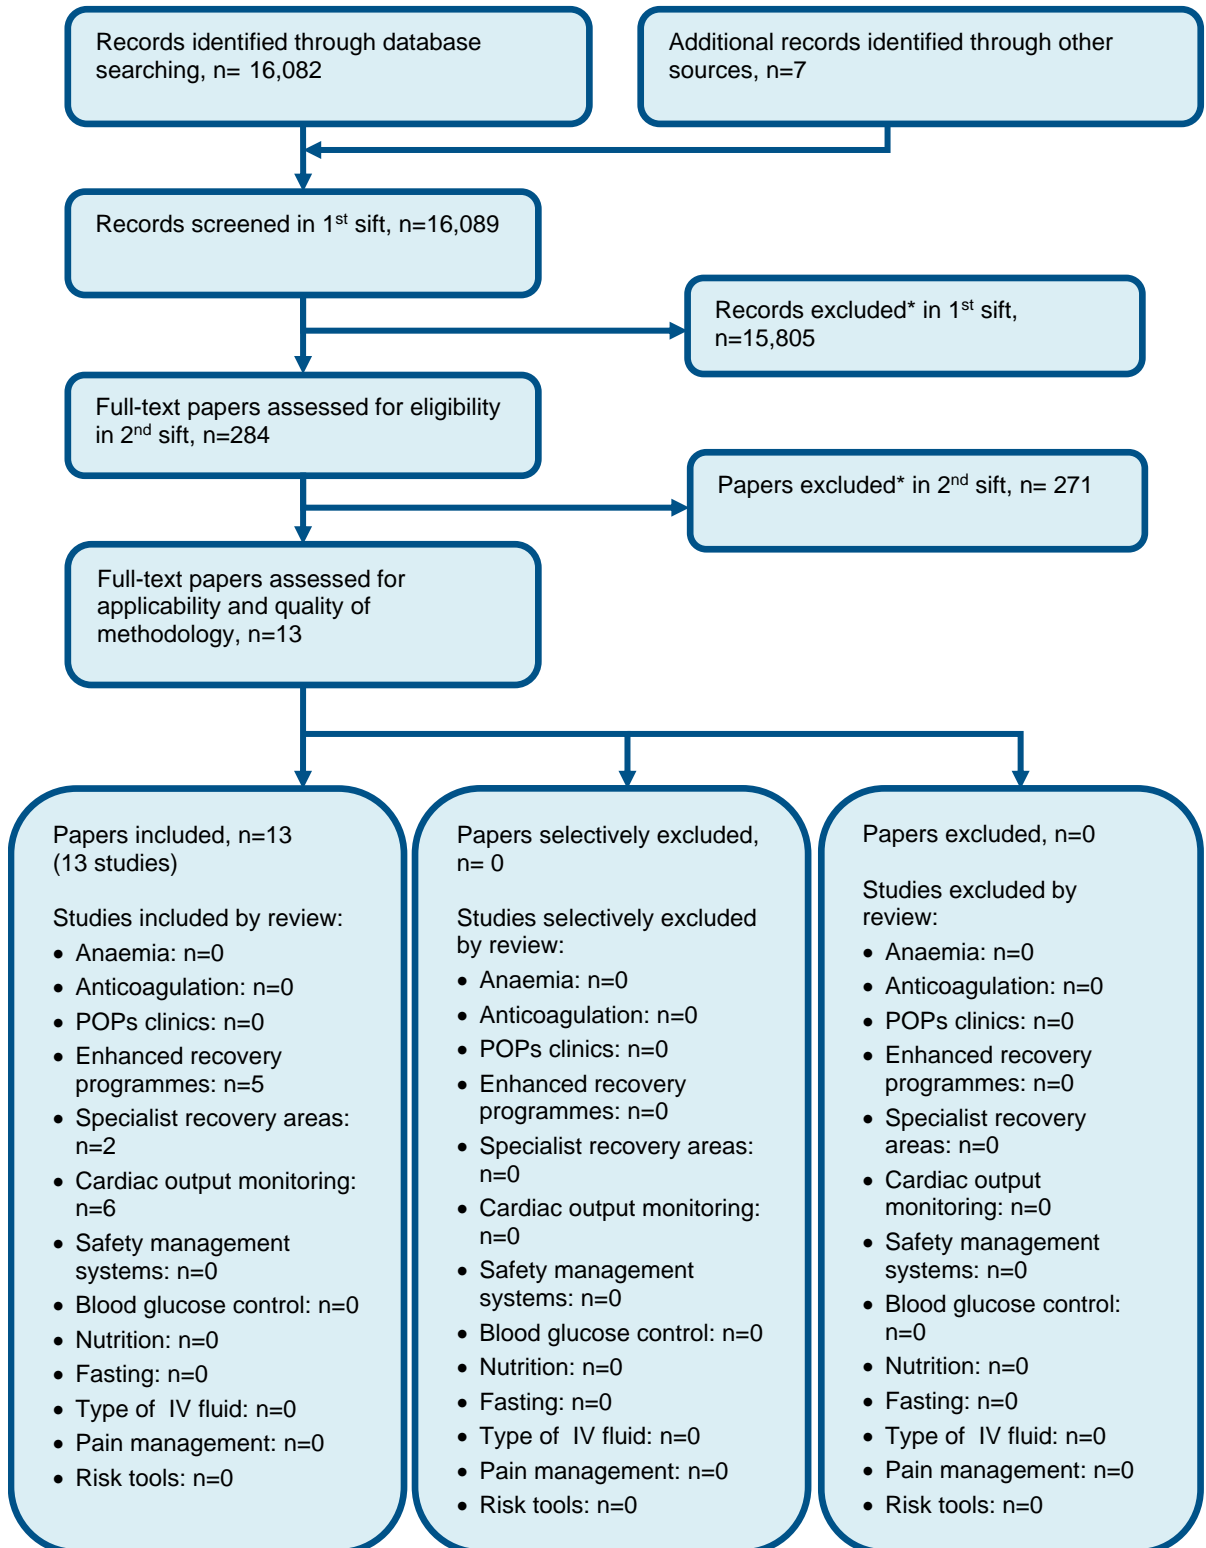 Records identified through database
searching, n= 16,082
Additional records identified through other
sources, n=7
Records screened in 1st sift, n=16,089
Records excluded* in 1st sift,
n=15,805
Full-text papers assessed for eligibility
in 2nd sift, n=284
Papers excluded* in 2nd sift, n= 271
Full-text papers assessed for
applicability and quality of
methodology, n=13
Papers included, n=13
(13 studies)
Studies included by review:
• Anaemia: n=0
• Anticoagulation: n=0
• POPs clinics: n=0
• Enhanced recovery
programmes: n=5
• Specialist recovery areas:
n=2
• Cardiac output monitoring:
n=6
• Safety management
systems: n=0
• Blood glucose control: n=0
• Nutrition: n=0
• Fasting: n=0
• Type of  IV fluid: n=0
• Pain management: n=0
• Risk tools: n=0
Papers selectively excluded,
n= 0
Studies selectively excluded
by review:
• Anaemia: n=0
• Anticoagulation: n=0
• POPs clinics: n=0
• Enhanced recovery
programmes: n=0
• Specialist recovery areas:
n=0
• Cardiac output monitoring:
n=0
• Safety management
systems: n=0
• Blood glucose control: n=0
• Nutrition: n=0
• Fasting: n=0
• Type of  IV fluid: n=0
• Pain management: n=0
• Risk tools: n=0
Papers excluded, n=0
Studies excluded by
review:
• Anaemia: n=0
• Anticoagulation: n=0
• POPs clinics: n=0
• Enhanced recovery
programmes: n=0
• Specialist recovery
areas: n=0
• Cardiac output
monitoring: n=0
• Safety management
systems: n=0
• Blood glucose control:
n=0
• Nutrition: n=0
• Fasting: n=0
• Type of  IV fluid: n=0
• Pain management: n=0
• Risk tools: n=0